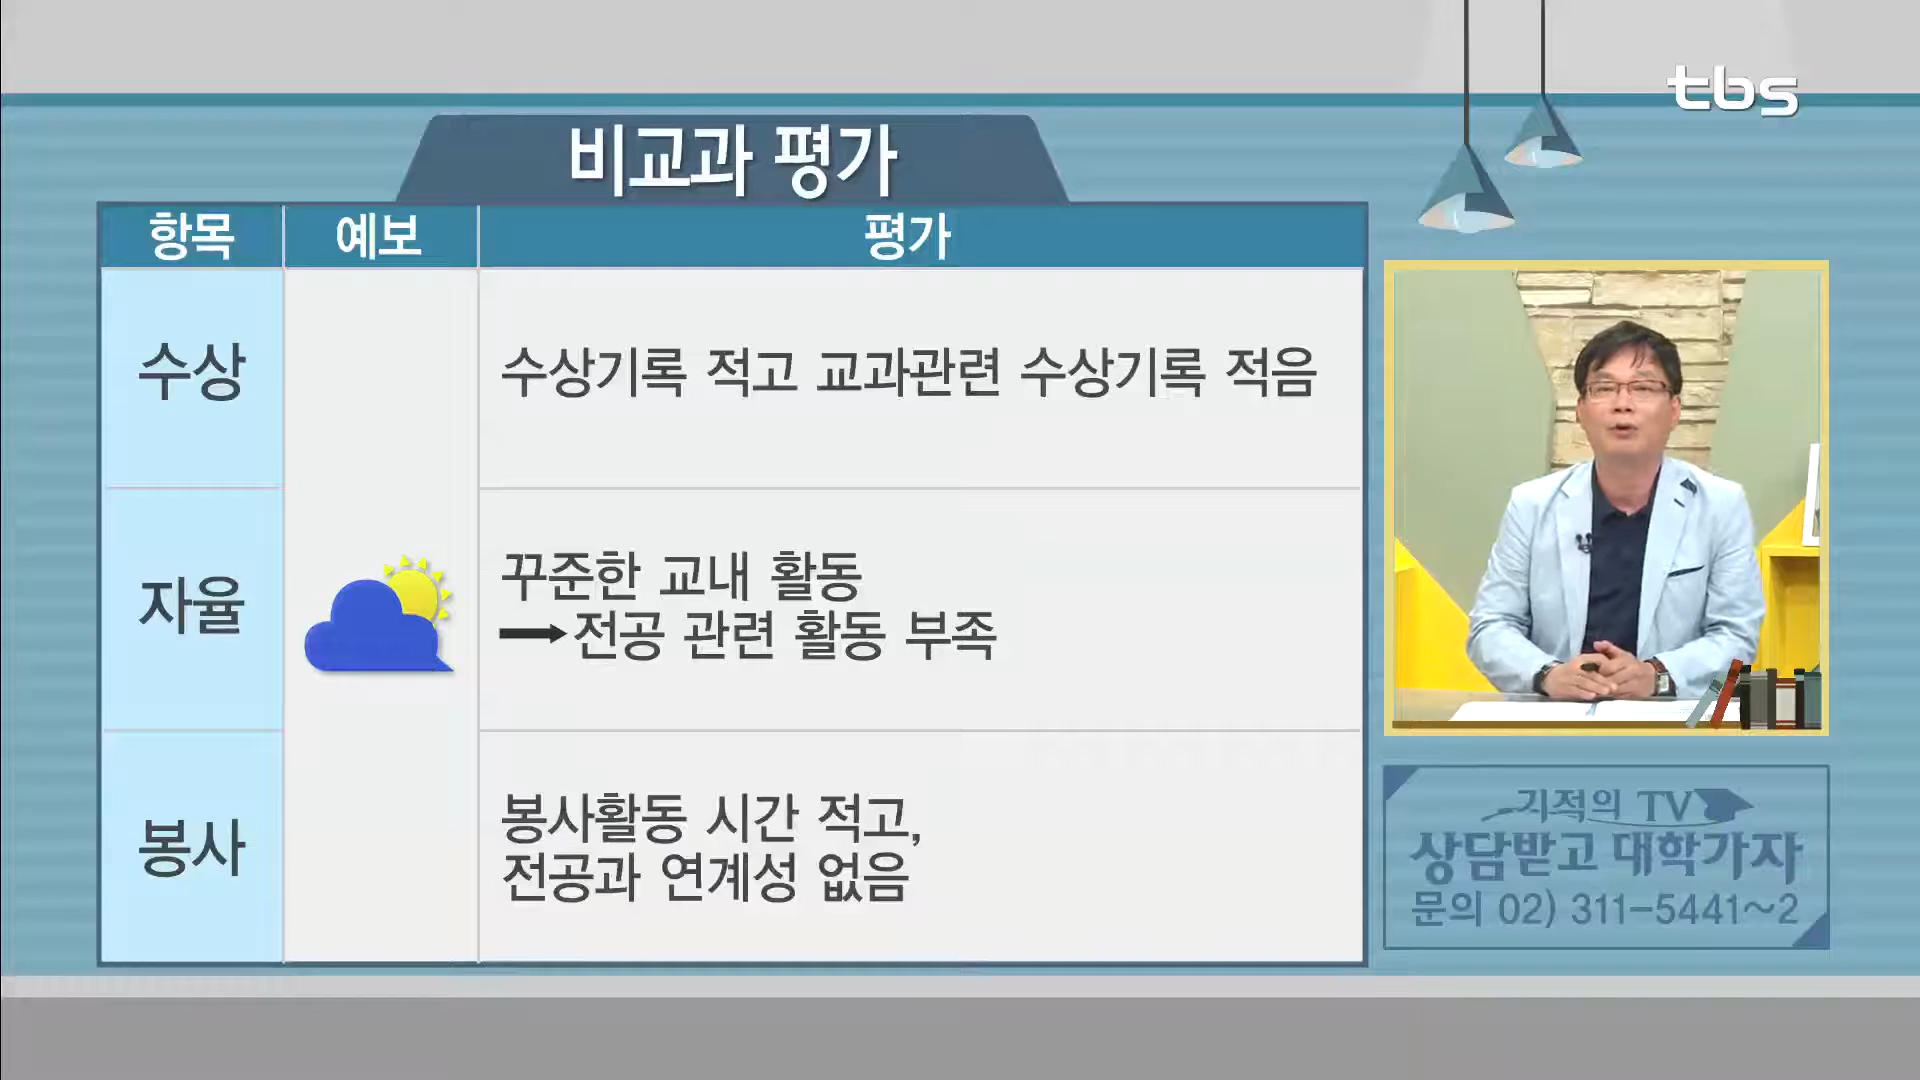 tbs
비교과 평가
항목 예보 평가
수상 수상기록 적고 교과관련 수상기록 적음
자율 꾸준한 교내 활동
➡전공 관련 활동 부족
봉사 봉사활동 시간 적고,
전공과 연계성 없음
기적의 TV
상담받고 대학가자
문의 02) 311-5441~2